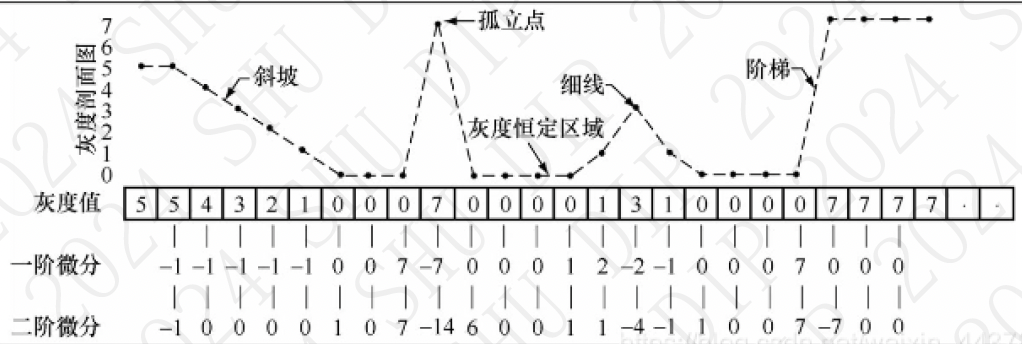 灰度剖面图
7
6
5
4
3
2
1
0
斜坡
孤立点
灰度恒定区域
细线
阶梯
灰度值 5 5 4 3 2 1 0 0 0 7 0 0 0 0 1 3 1 0 0 0 0 7 7 7 7 · ·
一阶微分 -1 -1 -1 -1 -1 0 0 7 -7 0 0 0 1 2 -2 -1 0 0 0 7 0 0 0
二阶微分 -1 0 0 0 0 1 0 7 -14 6 0 0 1 1 -4 -1 1 0 0 7 -7 0 0
SHU DIP 2024